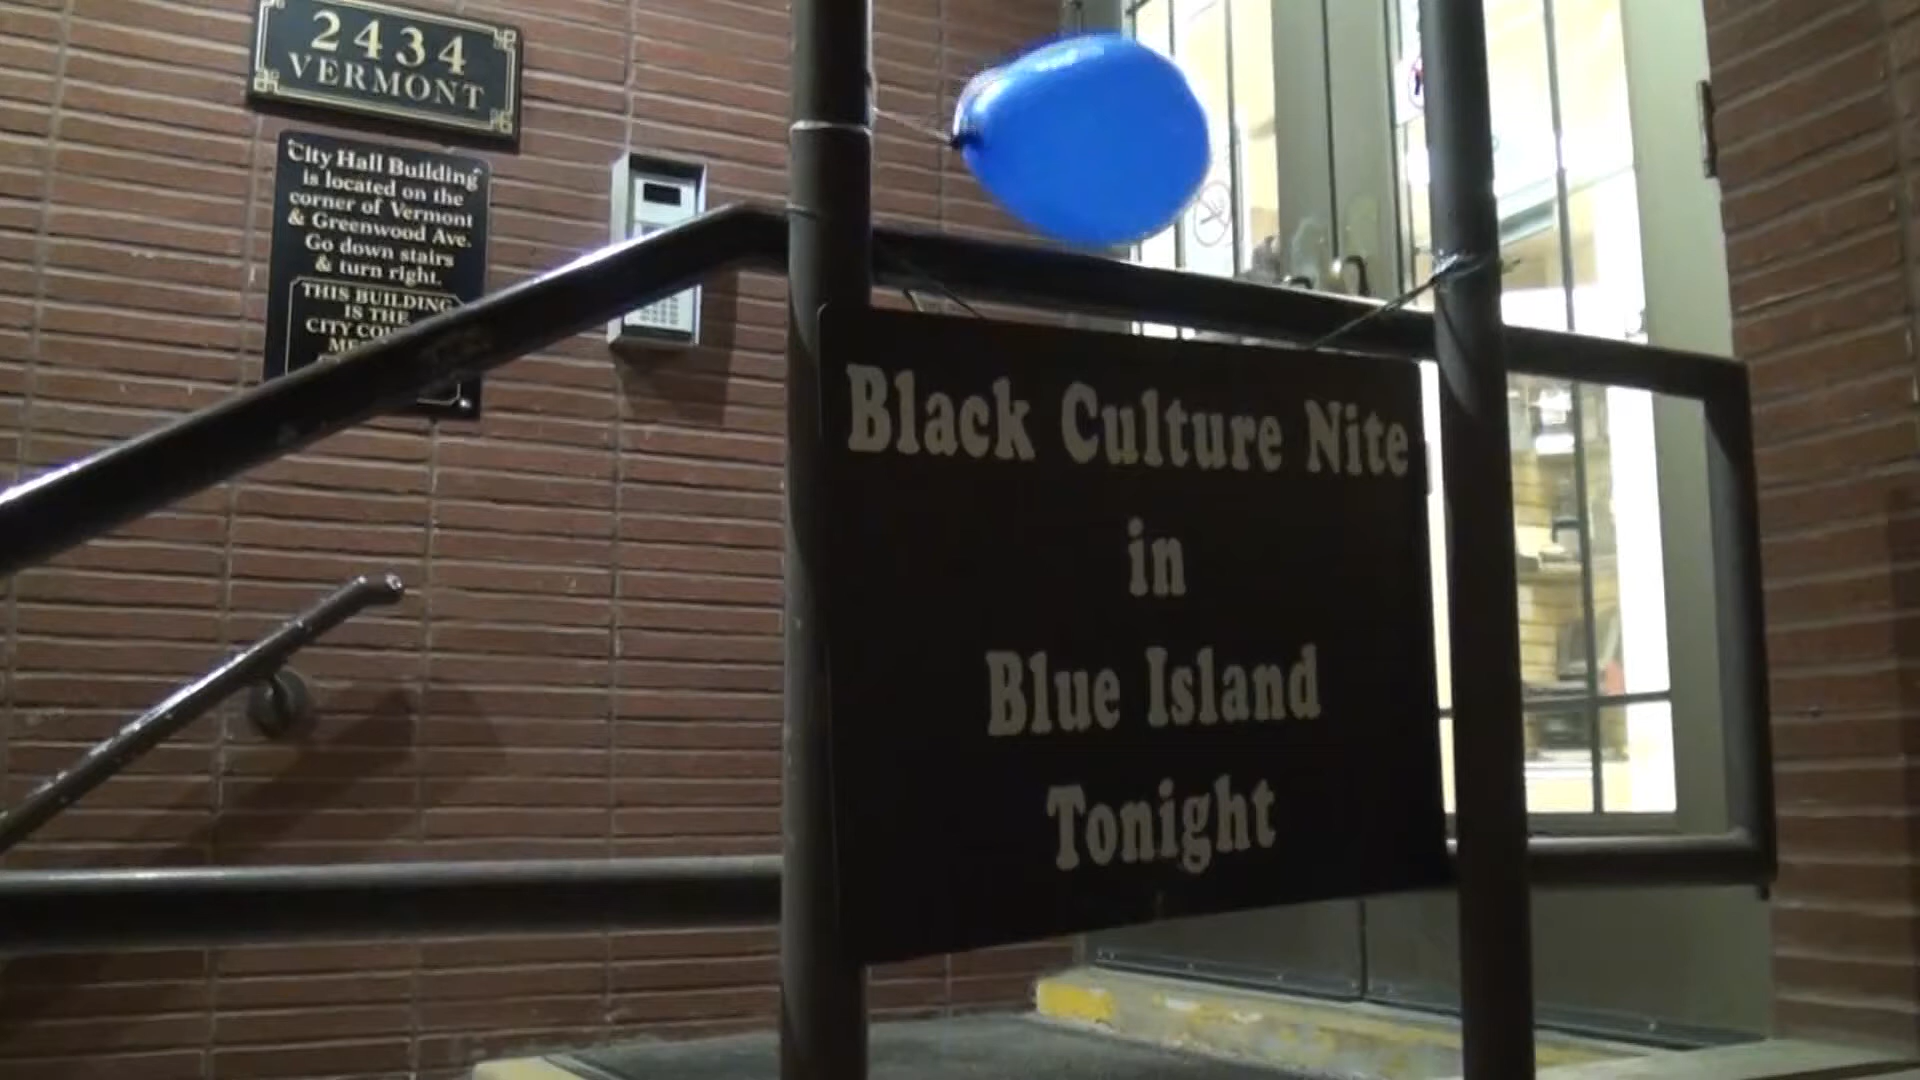 2434
VERMONT
City Hall Building
is located on the
corner of Vermont
& Greenwood Ave.
Go down stairs
& turn right.
THIS BUILDING
IS THE
CITY
Black Culture Nite
in
Blue Island
Tonight